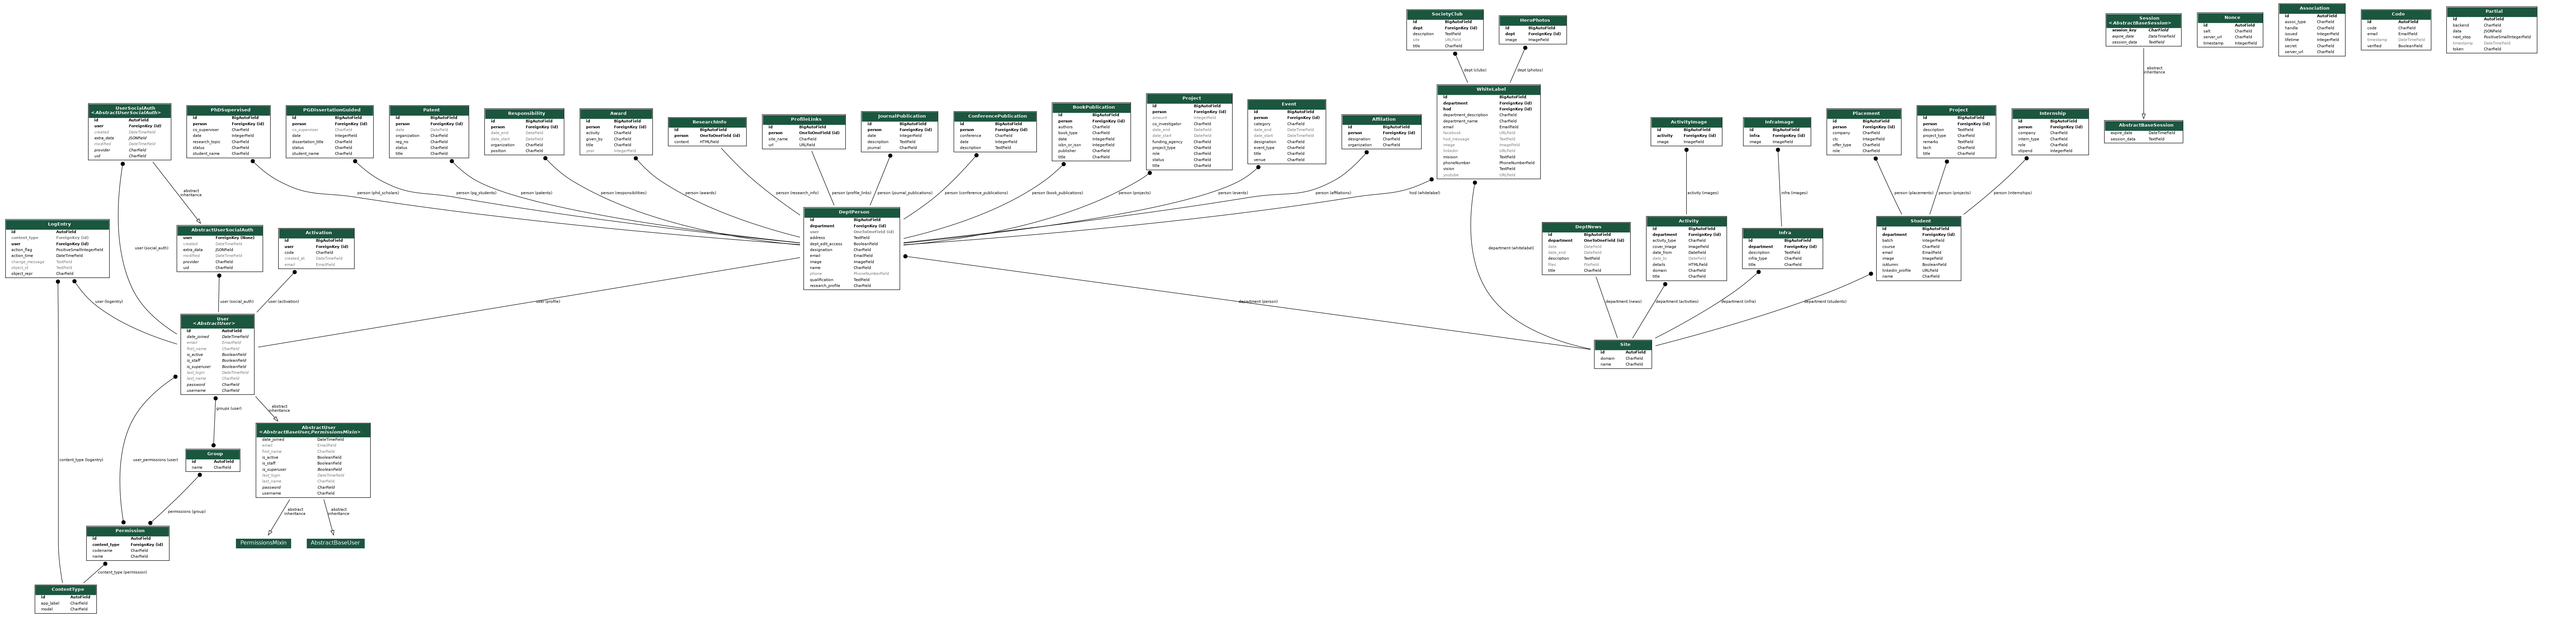 SocietyClub
id BigAutoField
dept ForeignKey (id)
description TextField
site URLField
title CharField
HeroPhotos
id BigAutoField
dept ForeignKey (id)
image ImageField
Session
<AbstractBaseSession>
session_key CharField
expire_date DateTimeField
session_data TextField
Nonce
id AutoField
salt CharField
server_url CharField
timestamp IntegerField
Association
id AutoField
assoc_type CharField
handle CharField
issued IntegerField
lifetime IntegerField
secret CharField
server_url CharField
Code
id AutoField
code CharField
email EmailField
timestamp DateTimeField
verified BooleanField
Partial
id AutoField
backend CharField
data JSONField
next_step PositiveSmallIntegerField
timestamp DateTimeField
token CharField
dept (clubs)
dept (photos)
abstract
inheritance
UserSocialAuth
<AbstractUserSocialAuth>
id AutoField
user ForeignKey (id)
created DateTimeField
extra_data JSONField
modified DateTimeField
provider CharField
uid CharField
PhDSupervised
id BigAutoField
person ForeignKey (id)
co_supervisor CharField
date IntegerField
research_topic CharField
status CharField
student_name CharField
PGDissertationGuided
id BigAutoField
person ForeignKey (id)
co_supervisor CharField
date IntegerField
dissertation_title CharField
status CharField
student_name CharField
Patent
id BigAutoField
person ForeignKey (id)
date DateField
organization CharField
reg_no CharField
status CharField
title CharField
Responsibility
id BigAutoField
person ForeignKey (id)
date_end DateField
date_start DateField
organization CharField
position CharField
Award
id BigAutoField
person ForeignKey (id)
activity CharField
given_by CharField
title CharField
year IntegerField
ResearchInfo
id BigAutoField
person OneToOneField (id)
content HTMLField
ProfileLinks
id BigAutoField
person OneToOneField (id)
site_name CharField
url URLField
JournalPublication
id BigAutoField
person ForeignKey (id)
date IntegerField
description TextField
journal CharField
ConferencePublication
id BigAutoField
person ForeignKey (id)
conference CharField
date IntegerField
description TextField
BookPublication
id BigAutoField
person ForeignKey (id)
authors CharField
book_type CharField
date IntegerField
isbn_or_issn IntegerField
publisher CharField
title CharField
Project
id BigAutoField
person ForeignKey (id)
amount IntegerField
co_investigator CharField
date_end DateField
date_start DateField
funding_agency CharField
project_type CharField
role CharField
status CharField
title CharField
Event
id BigAutoField
person ForeignKey (id)
category CharField
date_end DateTimeField
date_start DateTimeField
designation CharField
event_type CharField
title CharField
venue CharField
Affilation
id BigAutoField
person ForeignKey (id)
designation CharField
organization CharField
WhiteLabel
id BigAutoField
department ForeignKey (id)
hod ForeignKey (id)
department_description CharField
department_name CharField
email EmailField
facebook URLField
hod_message TextField
image ImageField
linkedin URLField
mission TextField
phoneNumber PhoneNumberField
vision TextField
youtube URLField
ActivityImage
id BigAutoField
activity ForeignKey (id)
image ImageField
InfraImage
id BigAutoField
infra ForeignKey (id)
image ImageField
Placement
id BigAutoField
person ForeignKey (id)
company CharField
ctc IntegerField
offer_type CharField
role CharField
Project
id BigAutoField
person ForeignKey (id)
description TextField
project_type CharField
remarks TextField
tech CharField
title CharField
Internship
id BigAutoField
person ForeignKey (id)
company CharField
intern_type CharField
role CharField
stipend IntegerField
AbstractBaseSession
expire_date DateTimeField
session_data TextField
abstract
inheritance
person (phd_scholars)
person (pg_students)
person (patents)
person (responsibilities)
person (awards)
person (research_info)
person (profile_links)
person (journal_publications)
person (conference_publications)
person (book_publications)
person (projects)
person (events)
person (affilations)
hod (whitelabel)
activity (images)
infra (images)
person (placements)
person (projects)
person (internships)
LogEntry
id AutoField
content_type ForeignKey (id)
user ForeignKey (id)
action_flag PositiveSmallIntegerField
action_time DateTimeField
change_message TextField
object_id TextField
object_repr CharField
AbstractUserSocialAuth
user ForeignKey (None)
created DateTimeField
extra_data JSONField
modified DateTimeField
provider CharField
uid CharField
Activation
id BigAutoField
user ForeignKey (id)
code CharField
created_at DateTimeField
email EmailField
DeptPerson
id BigAutoField
department ForeignKey (id)
user OneToOneField (id)
address TextField
dept_edit_access BooleanField
designation CharField
email EmailField
image ImageField
name CharField
phone PhoneNumberField
qualification TextField
research_profile CharField
DeptNews
id BigAutoField
department OneToOneField (id)
date DateField
date_end DateField
description TextField
files FileField
title CharField
Activity
id BigAutoField
department ForeignKey (id)
activity_type CharField
cover_image ImageField
date_from DateField
date_to DateField
details HTMLField
domain CharField
title CharField
Infra
id BigAutoField
department ForeignKey (id)
description TextField
infra_type CharField
title CharField
Student
id BigAutoField
department ForeignKey (id)
batch IntegerField
course CharField
email EmailField
image ImageField
isAlumni BooleanField
linkedin_profile URLField
name CharField
user (social_auth)
department (whitelabel)
user (logentry)
user (social_auth)
user (activation)
user (profile)
department (person)
department (news)
department (activities)
department (infra)
department (students)
User
<AbstractUser>
id AutoField
date_joined DateTimeField
email EmailField
first_name CharField
is_active BooleanField
is_staff BooleanField
is_superuser BooleanField
last_login DateTimeField
last_name CharField
password CharField
username CharField
Site
id AutoField
domain CharField
name CharField
groups (user)
abstract
inheritance
AbstractUser
<AbstractBaseUser,PermissionsMixin>
date_joined DateTimeField
email EmailField
first_name CharField
is_active BooleanField
is_staff BooleanField
is_superuser BooleanField
last_login DateTimeField
last_name CharField
password CharField
username CharField
content_type (logentry)
user_permissions (user)
Group
id AutoField
name CharField
permissions (group)
abstract
inheritance
abstract
inheritance
Permission
id AutoField
content_type ForeignKey (id)
codename CharField
name CharField
PermissionsMixin
AbstractBaseUser
content_type (permission)
ContentType
id AutoField
app_label CharField
model CharField